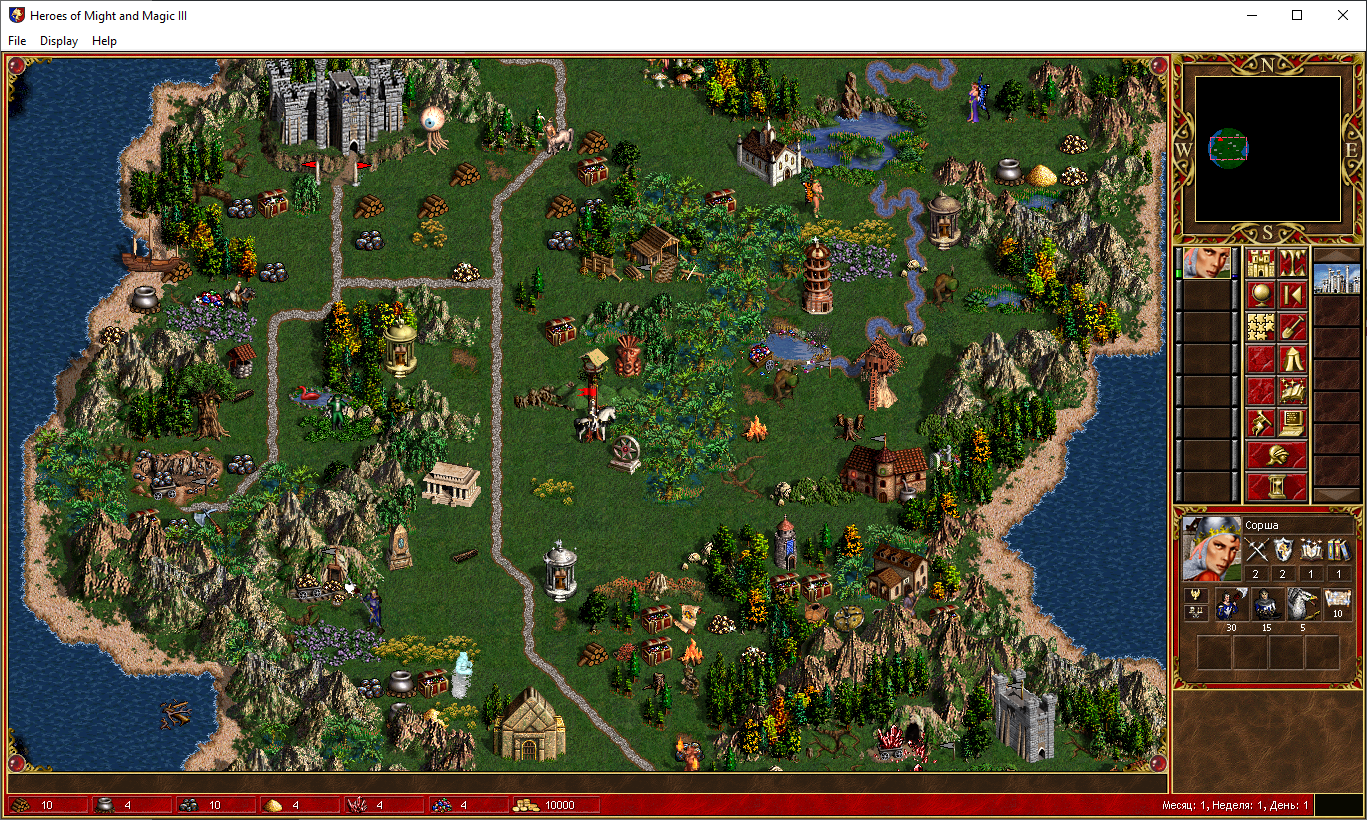 Heroes of Might and Magic III
File Display Help
N
W E
S
Сорша
2 2 1 1
10
30 15 5
10 4 10 4 4 4 10000
Месяц: 1, Неделя: 1, День: 1